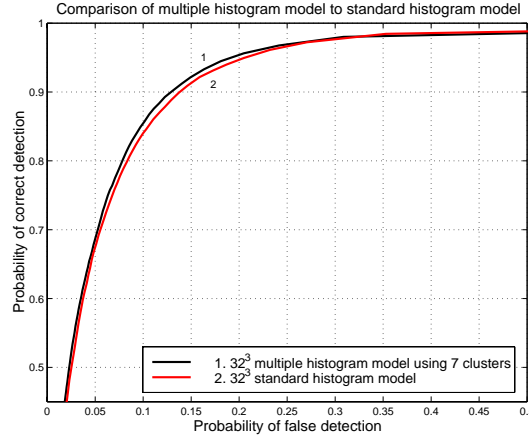 Comparison of multiple histogram model to standard histogram model
1
0.9
0.8
0.7
0.6
0.5
Probability of correct detection
1
2
1. 32³ multiple histogram model using 7 clusters
2. 32³ standard histogram model
0 0.05 0.1 0.15 0.2 0.25 0.3 0.35 0.4 0.45 0.5
Probability of false detection